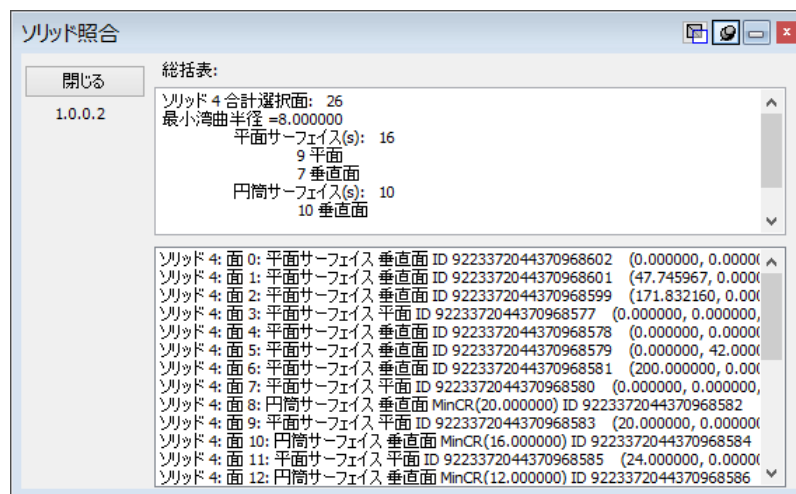 ソリッド照合
閉じる
1.0.0.2
総括表:
ソリッド 4 合計選択面: 26
最小湾曲半径 =8.000000
平面サーフェイス(s): 16
9 平面
7 垂直面
円筒サーフェイス(s): 10
10 垂直面
ソリッド 4: 面 0: 平面サーフェイス 垂直面 ID 9223372044370968602 (0.000000, 0.0000
ソリッド 4: 面 1: 平面サーフェイス 垂直面 ID 9223372044370968601 (47.745967, 0.000
ソリッド 4: 面 2: 平面サーフェイス 垂直面 ID 9223372044370968599 (171.832160, 0.00
ソリッド 4: 面 3: 平面サーフェイス 平面 ID 9223372044370968577 (0.000000, 0.000000,
ソリッド 4: 面 4: 平面サーフェイス 垂直面 ID 9223372044370968578 (0.000000, 0.0000
ソリッド 4: 面 5: 平面サーフェイス 垂直面 ID 9223372044370968579 (0.000000, 42.000
ソリッド 4: 面 6: 平面サーフェイス 垂直面 ID 9223372044370968581 (200.000000, 0.00
ソリッド 4: 面 7: 平面サーフェイス 平面 ID 9223372044370968580 (0.000000, 0.000000,
ソリッド 4: 面 8: 円筒サーフェイス 垂直面 MinCR(20.000000) ID 9223372044370968582
ソリッド 4: 面 9: 平面サーフェイス 平面 ID 9223372044370968583 (20.000000, 0.00000
ソリッド 4: 面 10: 円筒サーフェイス 垂直面 MinCR(16.000000) ID 9223372044370968584
ソリッド 4: 面 11: 平面サーフェイス 平面 ID 9223372044370968585 (24.000000, 0.0000
ソリッド 4: 面 12: 円筒サーフェイス 垂直面 MinCR(12.000000) ID 9223372044370968586